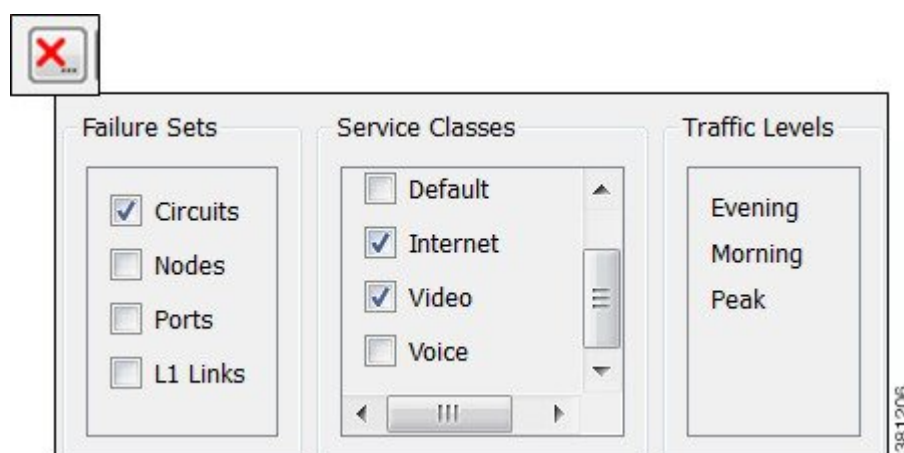 Failure Sets
Circuits
Nodes
Ports
L1 Links
Service Classes
Default
Internet
Video
Voice
Traffic Levels
Evening
Morning
Peak
381206